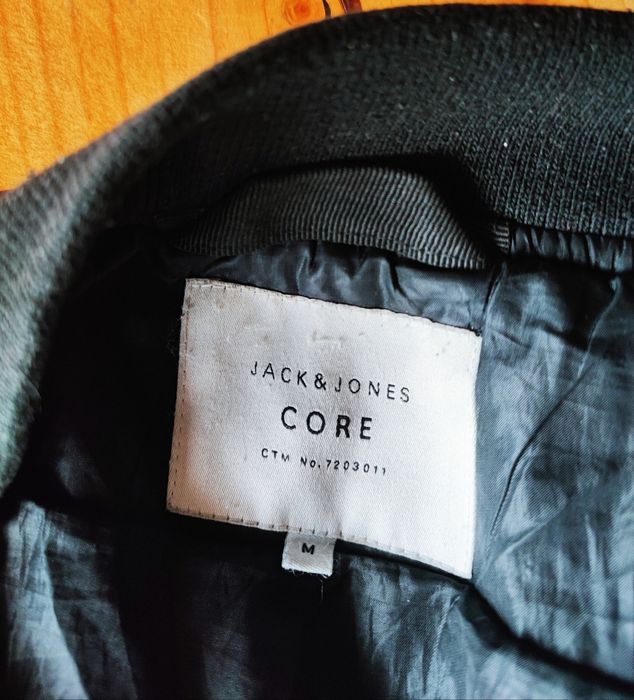 JACK & JONES
CORE
CTM No. 7203011
M